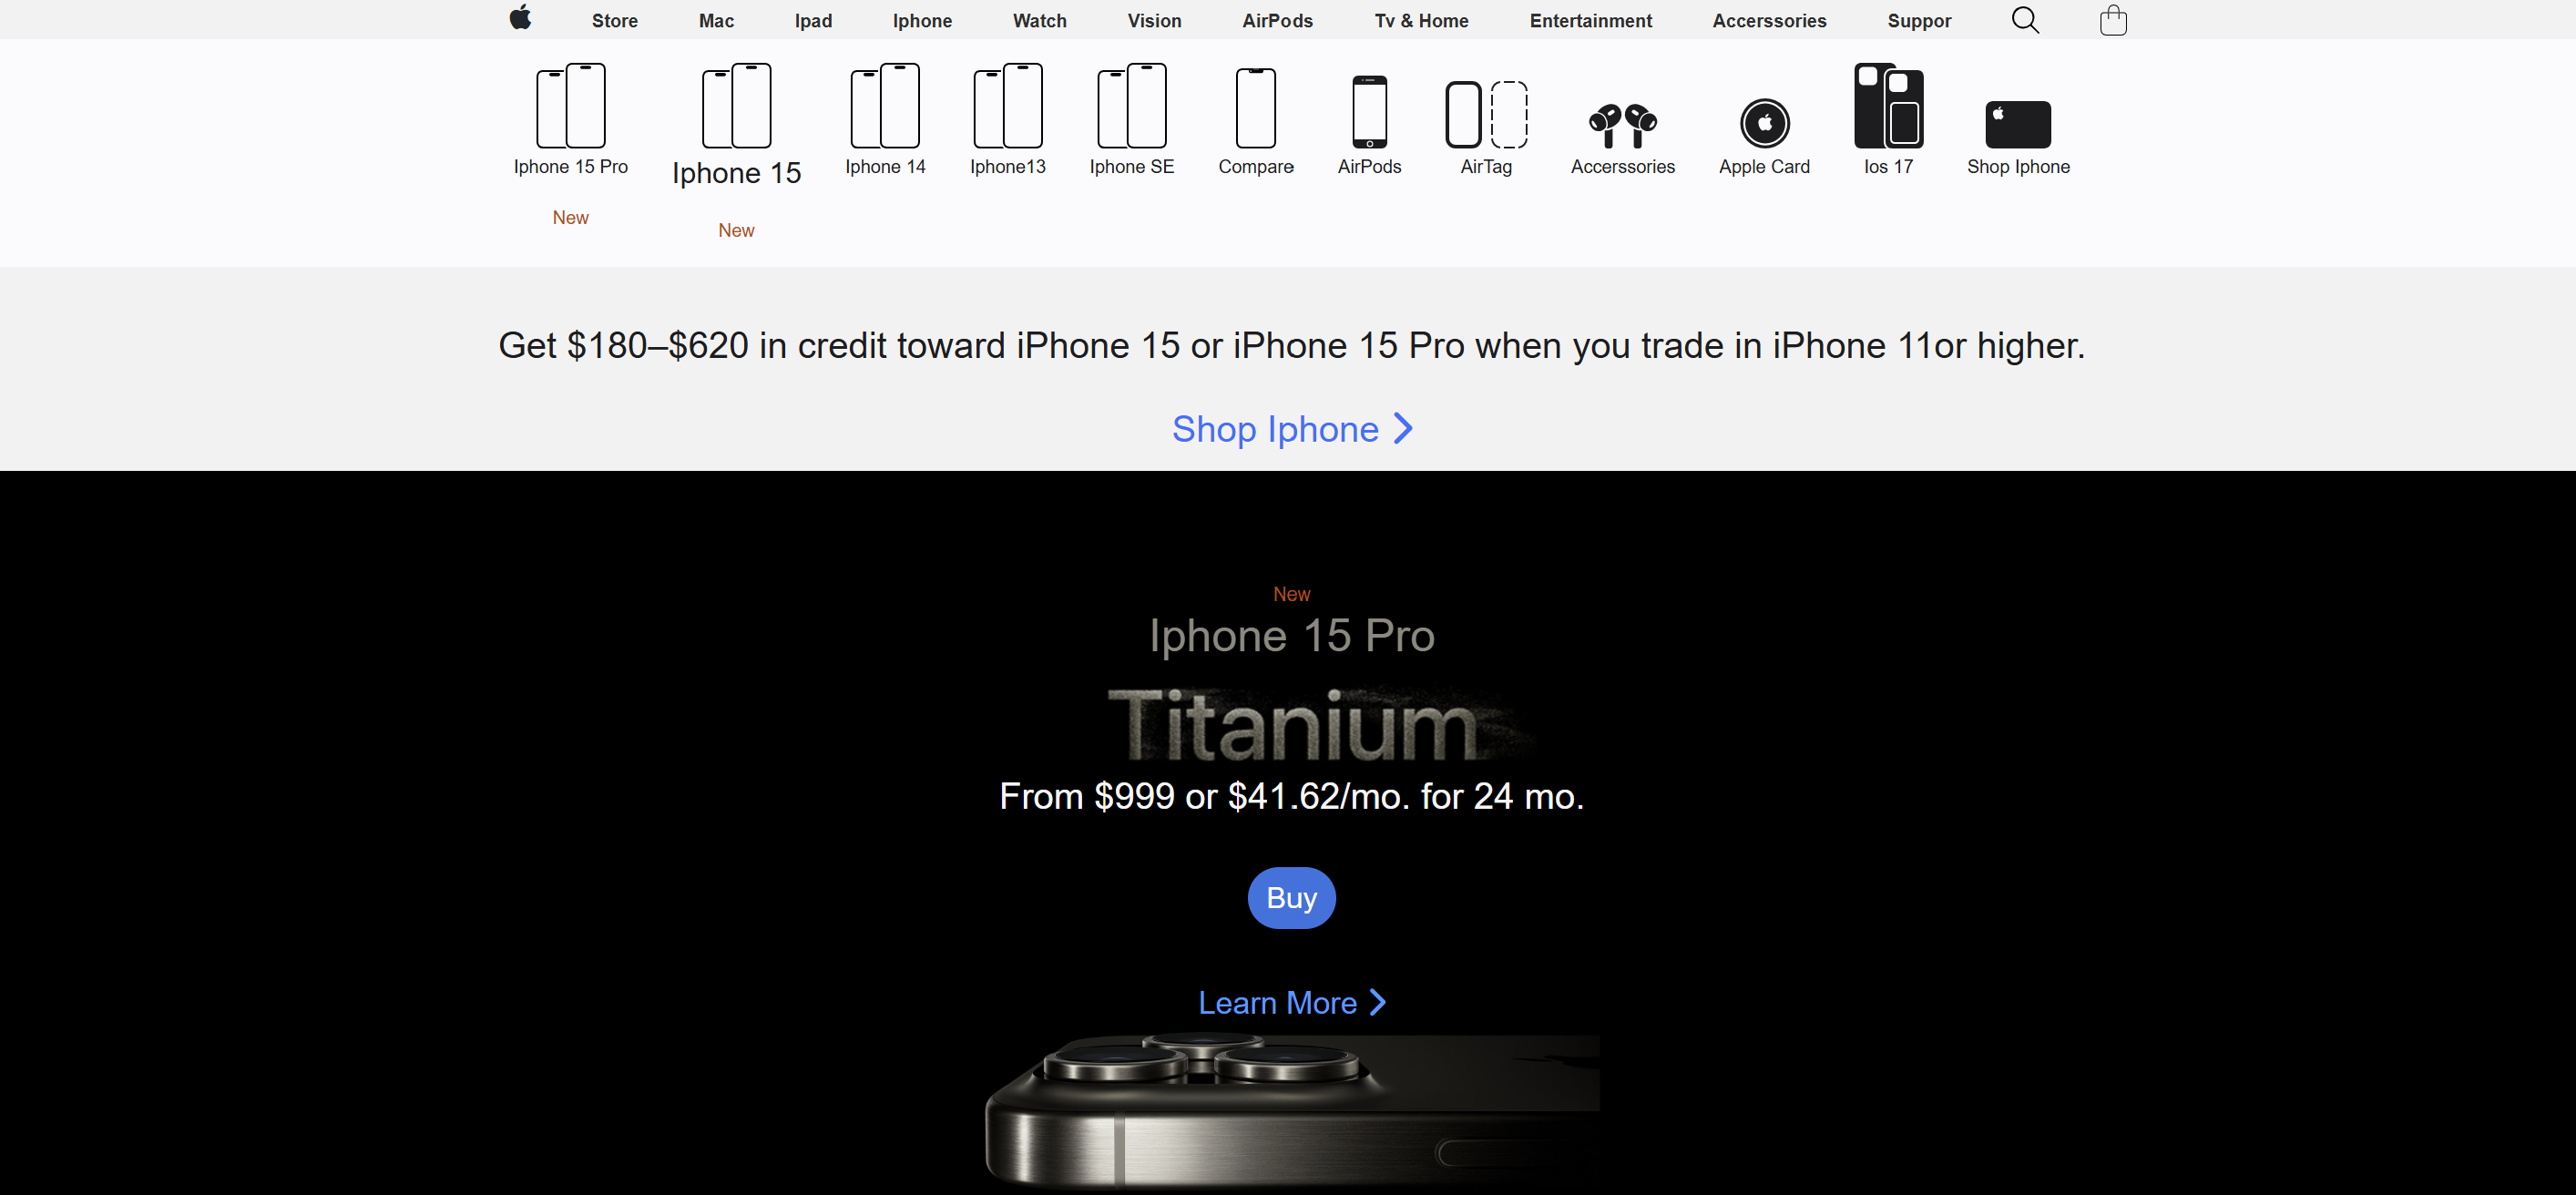 Store Mac Ipad Iphone Watch Vision AirPods Tv & Home Entertainment Accerssories Suppor
Iphone 15 Pro Iphone 15 Iphone 14 Iphone13 Iphone SE Compare AirPods AirTag Accerssories Apple Card Ios 17 Shop Iphone
New New
Get $180–$620 in credit toward iPhone 15 or iPhone 15 Pro when you trade in iPhone 11or higher.
Shop Iphone
New
Iphone 15 Pro
Titanium
From $999 or $41.62/mo. for 24 mo.
Buy
Learn More